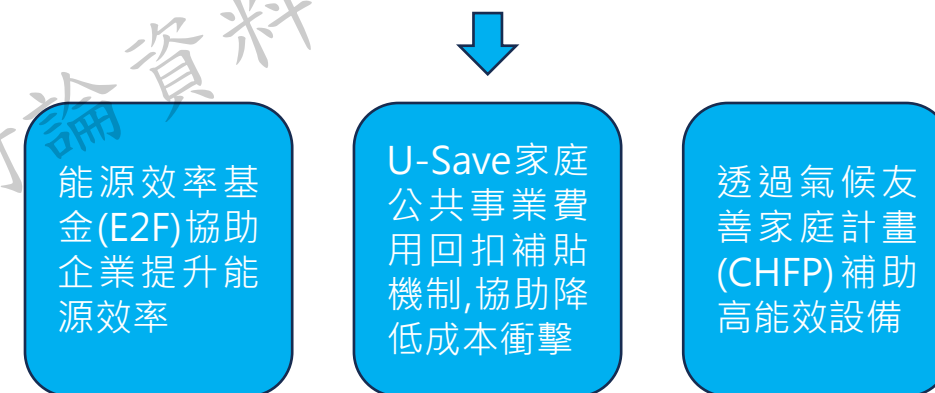 論資料
能源效率基
金(E2F)協助
企業提升能
源效率
U-Save家庭
公共事業費
用回扣補貼
機制,協助降
低成本衝擊
透過氣候友
善家庭計畫
(CHFP)補助
高能效設備